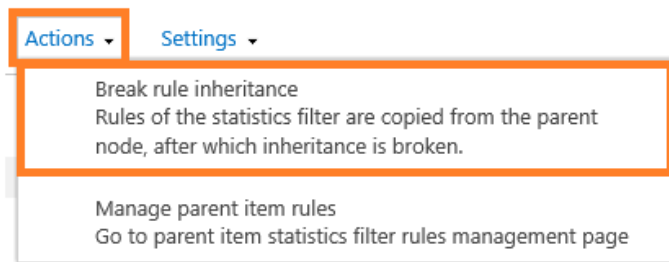 Actions Settings
Break rule inheritance
Rules of the statistics filter are copied from the parent
node, after which inheritance is broken.
Manage parent item rules
Go to parent item statistics filter rules management page